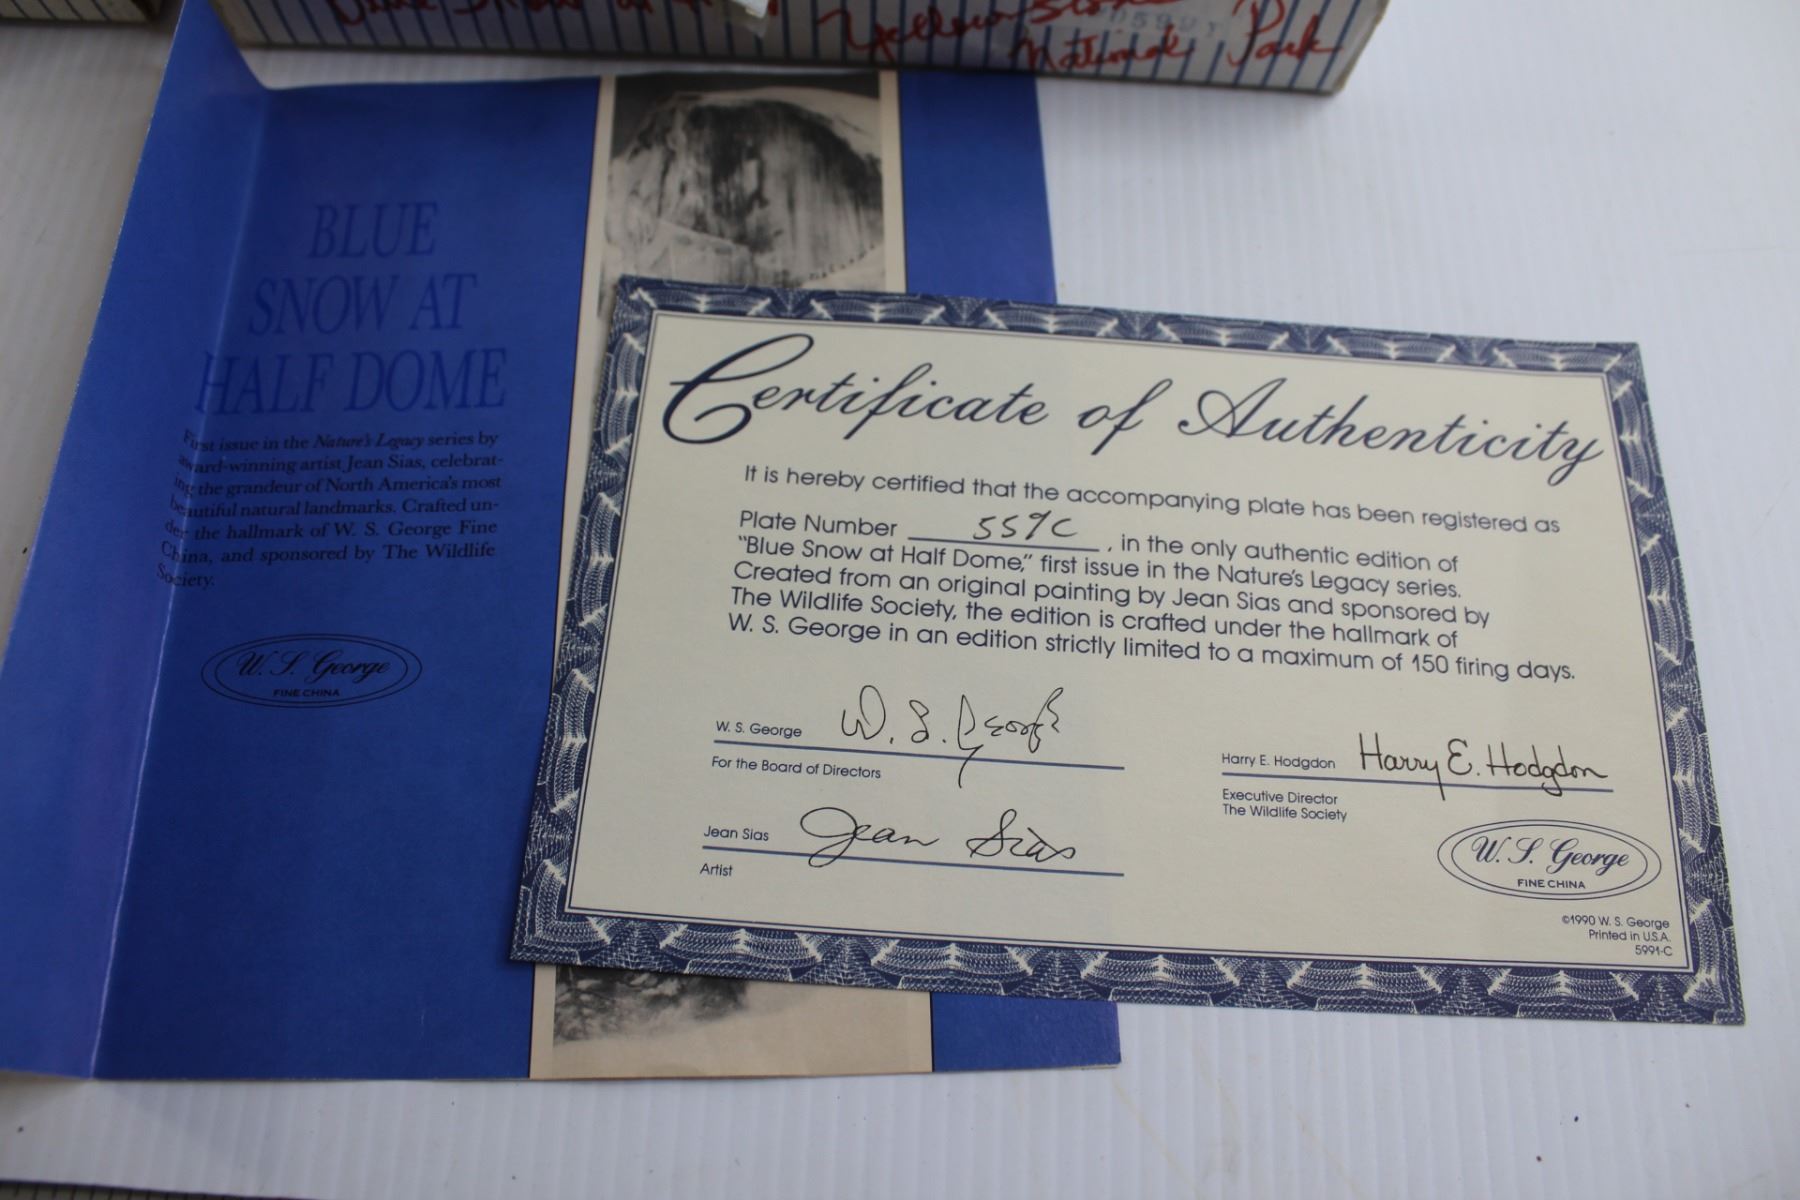 Yellowstone
National Park
BLUE
SNOW AT
HALF DOME
First issue in the Nature's Legacy series by
award-winning artist Jean Sias, celebrat-
ing the grandeur of North America's most
beautiful natural landmarks. Crafted un-
der the hallmark of W. S. George Fine
China, and sponsored by The Wildlife
Society.
W. S. George
FINE CHINA
Certificate of Authenticity
It is hereby certified that the accompanying plate has been registered as
Plate Number 559C, in the only authentic edition of
"Blue Snow at Half Dome," first issue in the Nature's Legacy series.
Created from an original painting by Jean Sias and sponsored by
The Wildlife Society, the edition is crafted under the hallmark of
W. S. George in an edition strictly limited to a maximum of 150 firing days.
W. S. George W. S. George
For the Board of Directors
Harry E. Hodgdon Harry E. Hodgdon
Executive Director
The Wildlife Society
Jean Sias Jean Sias
Artist
W. S. George
FINE CHINA
©1990 W. S. George
Printed in U.S.A.
5991-C